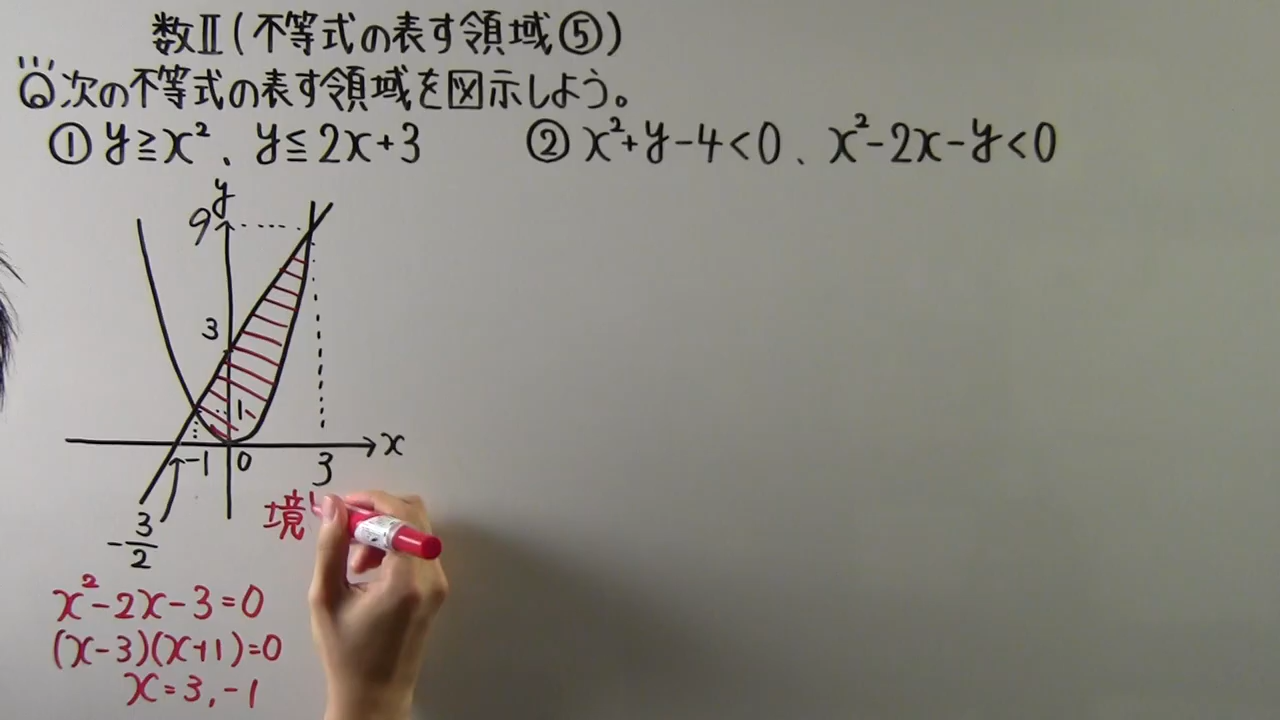 数Ⅱ(不等式の表す領域⑤)
Q次の不等式の表す領域を図示しよう。
① y≧x²、y≦2x+3
② x²+y-4<0、x²-2x-y<0
y
9
3
1
x
-1 0
3
-3/2
境
x²-2x-3=0
(x-3)(x+1)=0
x=3,-1